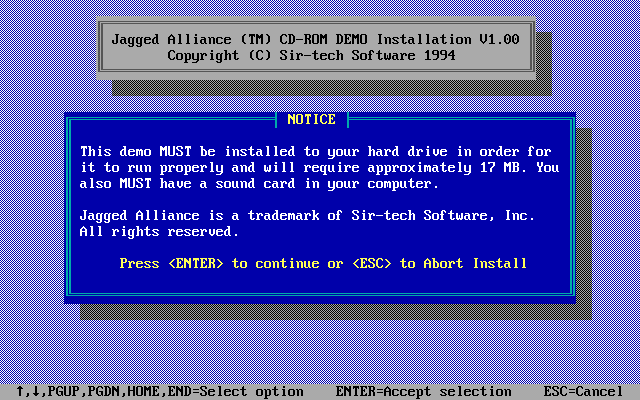 Jagged Alliance (TM) CD-ROM DEMO Installation V1.00
Copyright (C) Sir-tech Software 1994
NOTICE
This demo MUST be installed to your hard drive in order for
it to run properly and will require approximately 17 MB. You
also MUST have a sound card in your computer.
Jagged Alliance is a trademark of Sir-tech Software, Inc.
All rights reserved.
Press <ENTER> to continue or <ESC> to Abort Install
↑,↓,PGUP,PGDN,HOME,END=Select option ENTER=Accept selection ESC=Cancel